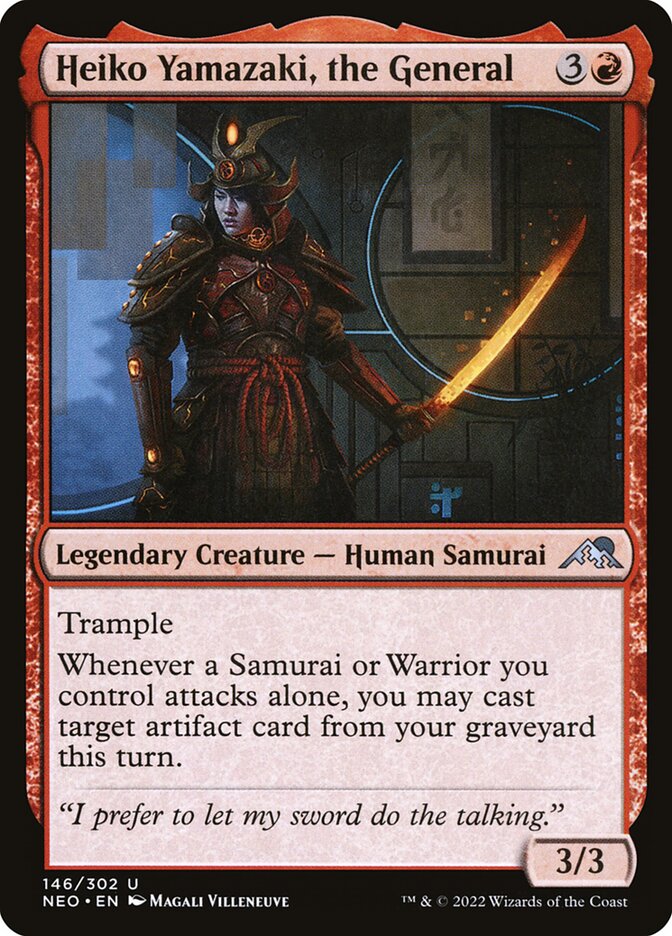 Heiko Yamazaki, the General 3
Legendary Creature — Human Samurai
Trample
Whenever a Samurai or Warrior you
control attacks alone, you may cast
target artifact card from your graveyard
this turn.
“I prefer to let my sword do the talking.”
3/3
146/302 U
NEO • EN Magali Villeneuve
™ & © 2022 Wizards of the Coast